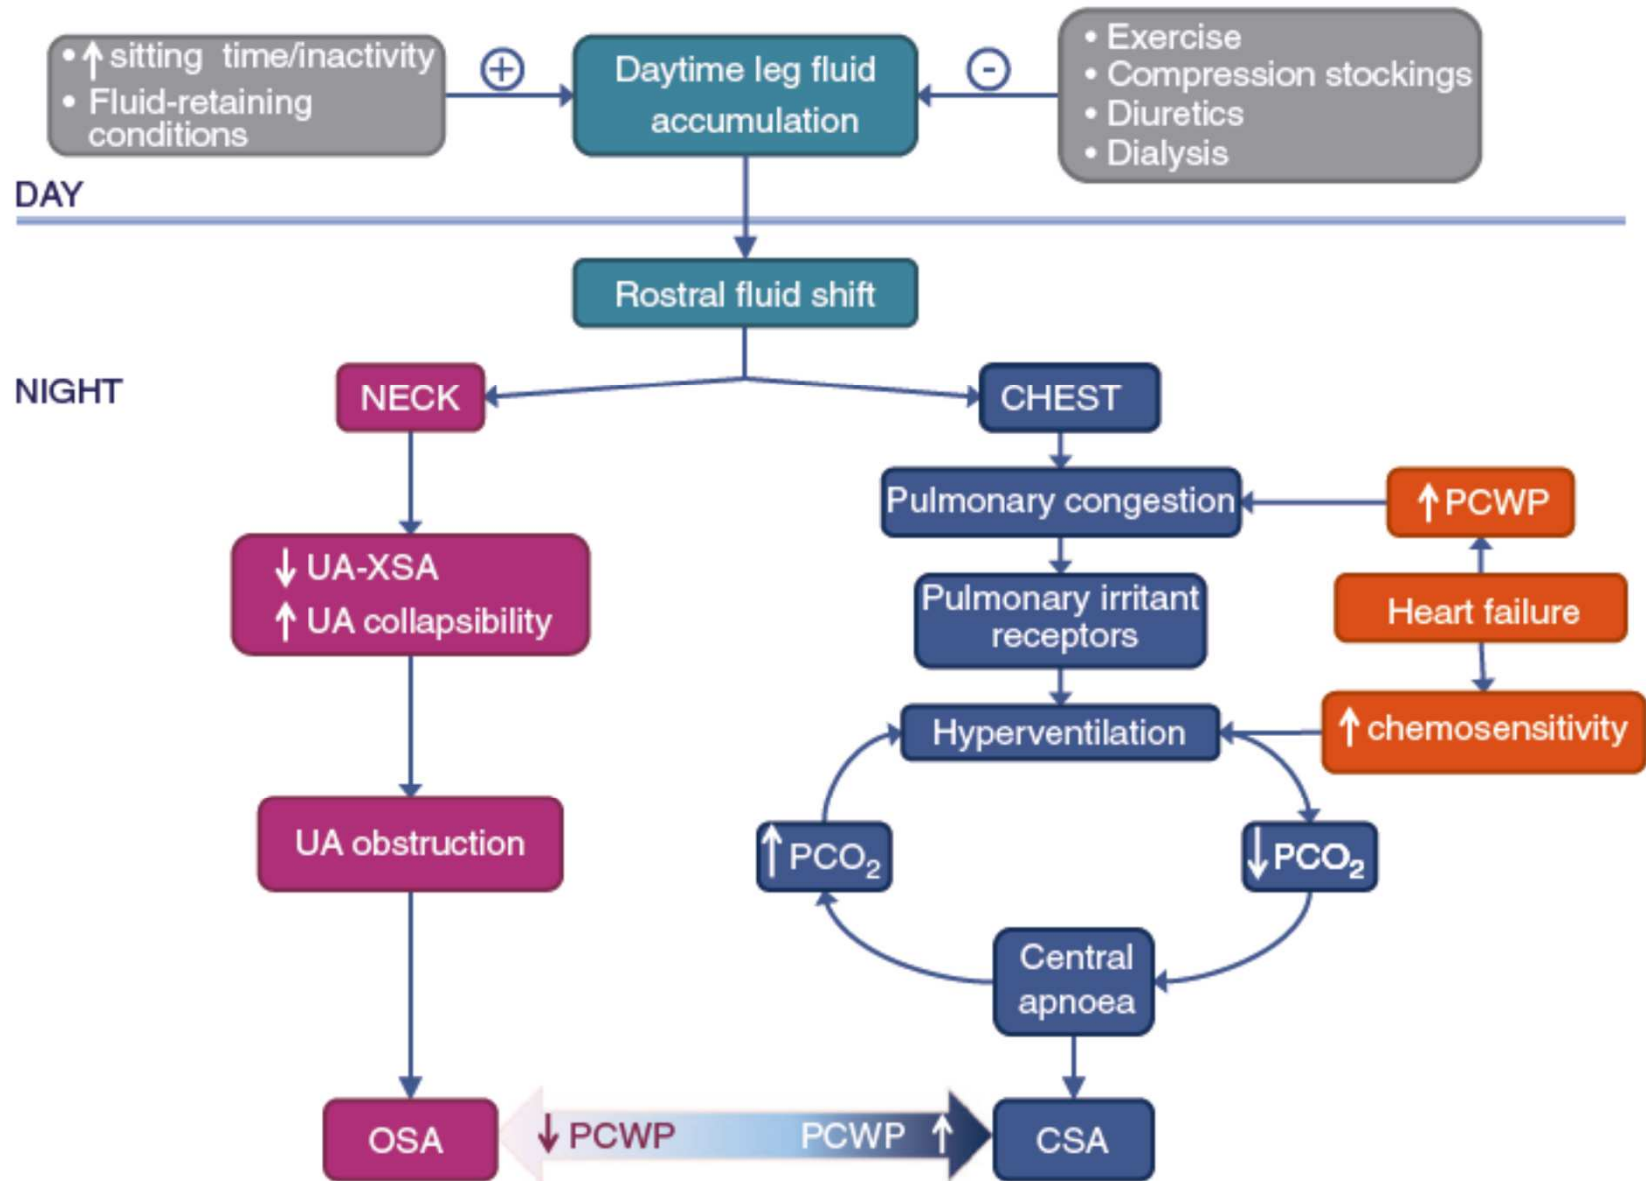 • ↑ sitting time/inactivity
• Fluid-retaining
conditions
+
Daytime leg fluid
accumulation
-
• Exercise
• Compression stockings
• Diuretics
• Dialysis
DAY
Rostral fluid shift
NIGHT
NECK
CHEST
Pulmonary congestion
↑ PCWP
↓ UA-XSA
↑ UA collapsibility
Pulmonary irritant
receptors
Heart failure
Hyperventilation
↑ chemosensitivity
UA obstruction
↑ PCO₂
↓ PCO₂
Central
apnoea
OSA
↓ PCWP
PCWP ↑
CSA